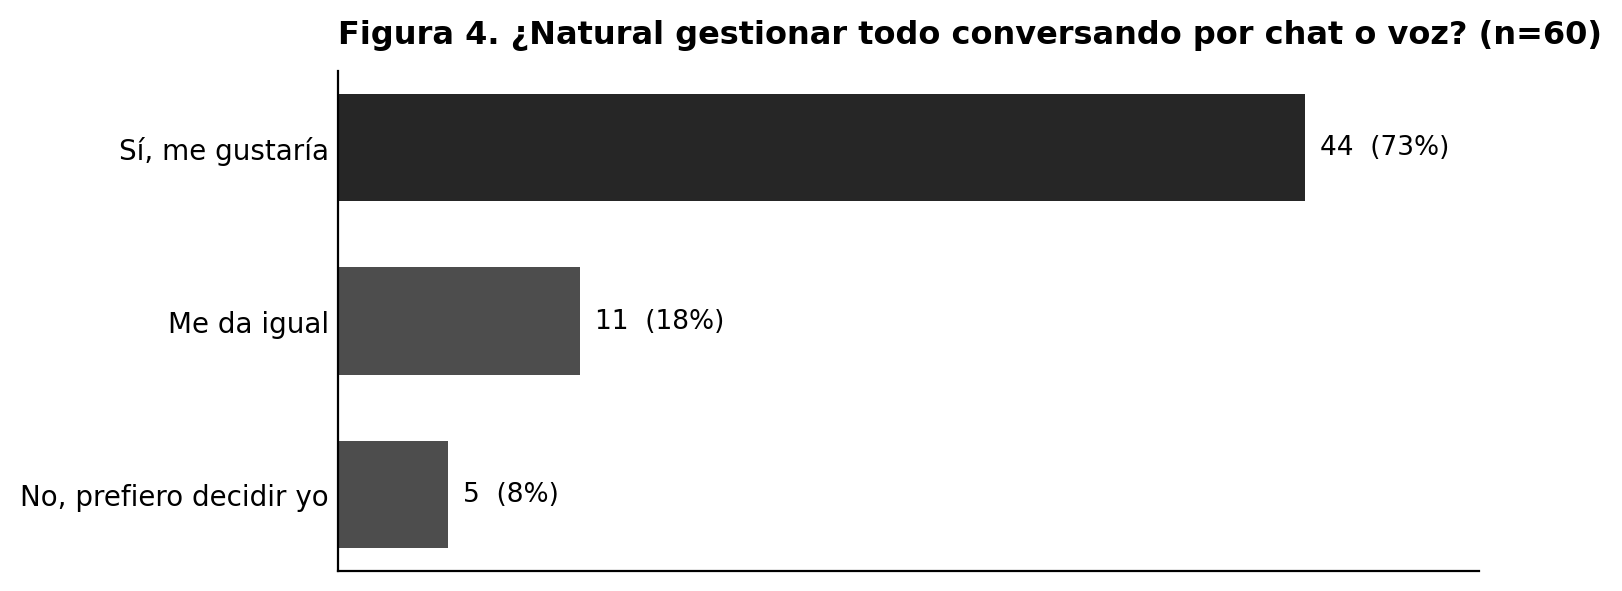 Figura 4. ¿Natural gestionar todo conversando por chat o voz? (n=60)
Sí, me gustaría 44 (73%)
Me da igual 11 (18%)
No, prefiero decidir yo 5 (8%)